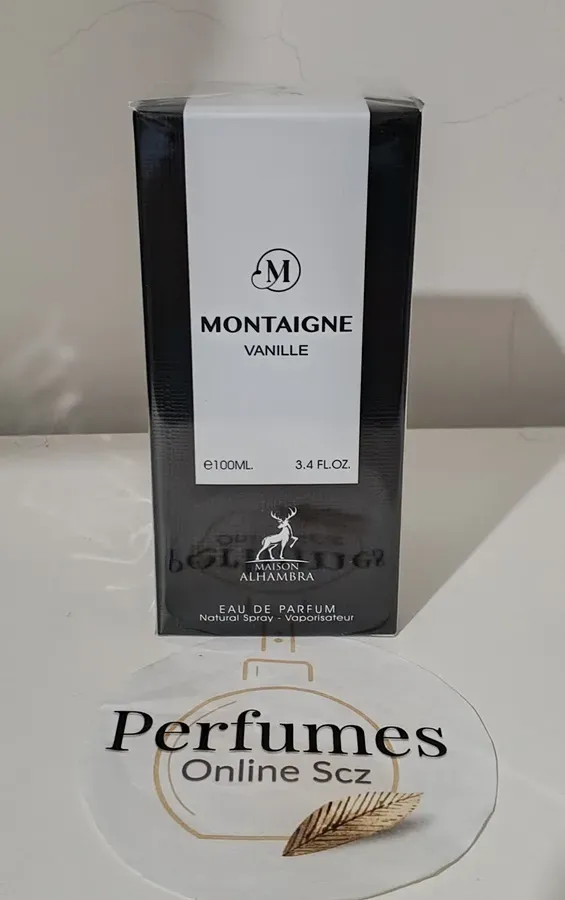 M
MONTAIGNE
VANILLE
℮100ML. 3.4 FL.OZ.
MAISON
ALHAMBRA
EAU DE PARFUM
Natural Spray - Vaporisateur
Perfumes
Online Scz